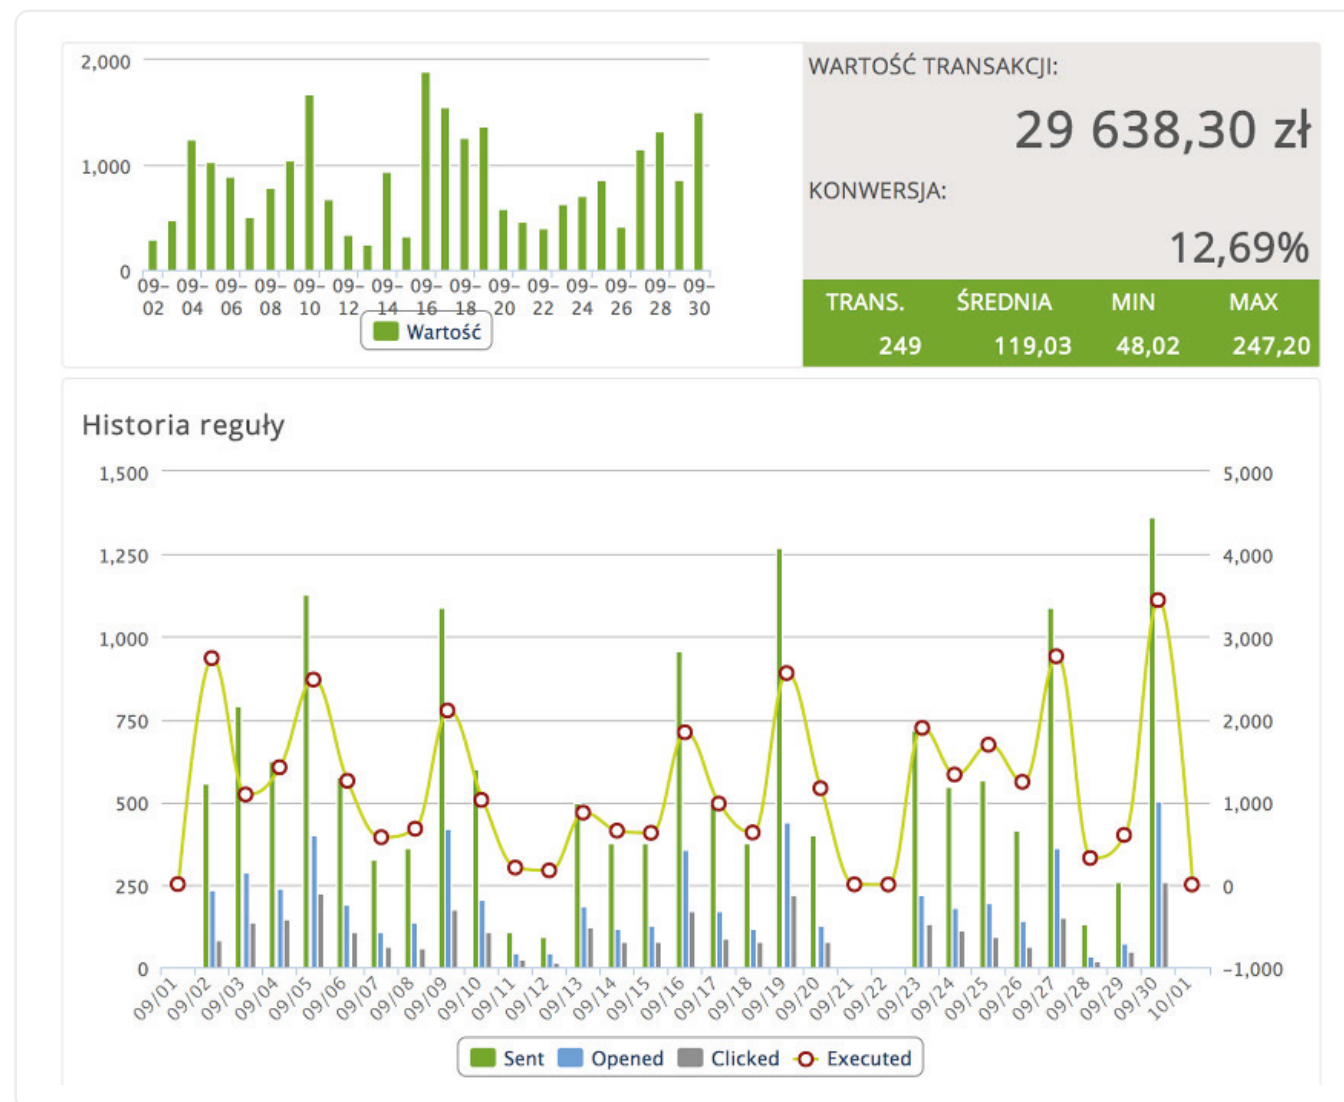 2,000
1,000
0
09-02 09-04 09-06 09-08 09-10 09-12 09-14 09-16 09-18 09-20 09-22 09-24 09-26 09-28 09-30
Wartość
WARTOŚĆ TRANSAKCJI:
29 638,30 zł
KONWERSJA:
12,69%
TRANS. ŚREDNIA MIN MAX
249 119,03 48,02 247,20
Historia reguły
1,500 5,000
1,250 4,000
1,000 3,000
750 2,000
500 1,000
250 0
0 -1,000
09/01 09/02 09/03 09/04 09/05 09/06 09/07 09/08 09/09 09/10 09/11 09/12 09/13 09/14 09/15 09/16 09/17 09/18 09/19 09/20 09/21 09/22 09/23 09/24 09/25 09/26 09/27 09/28 09/29 09/30 10/01
Sent Opened Clicked Executed